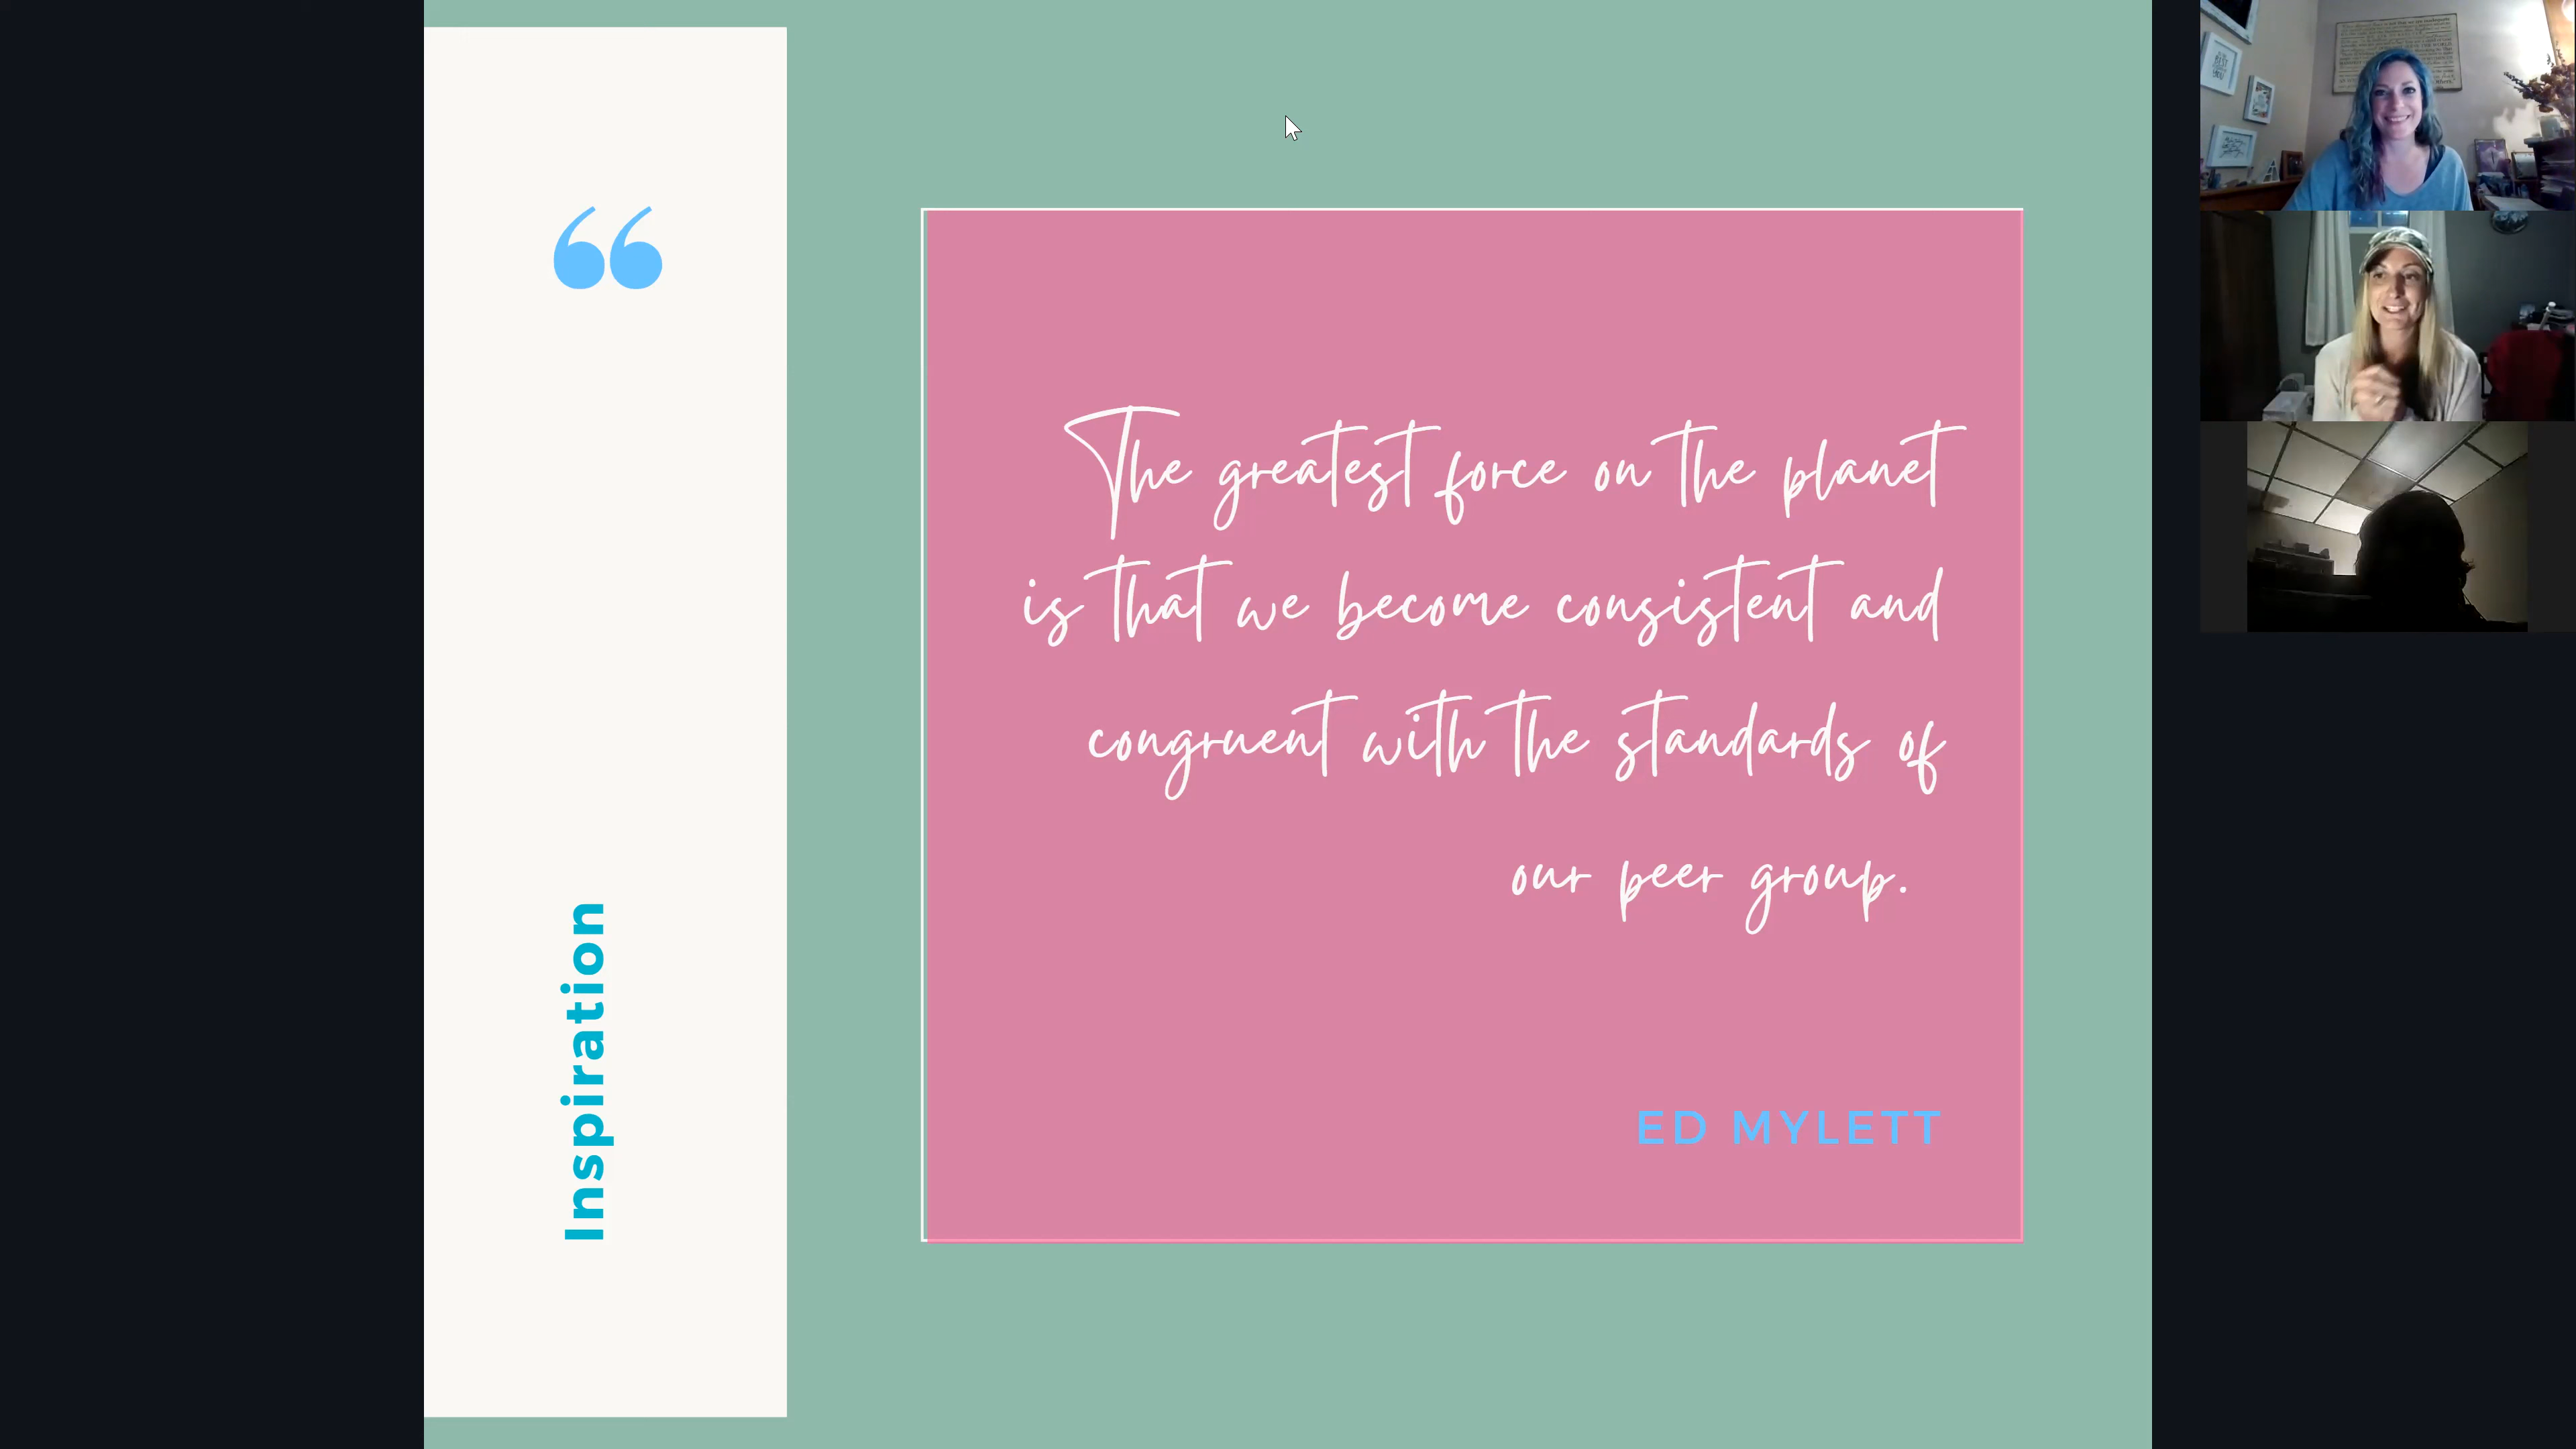 “
Inspiration
The greatest force on the planet
is that we become consistent and
congruent with the standards of
our peer group.
ED MYLETT